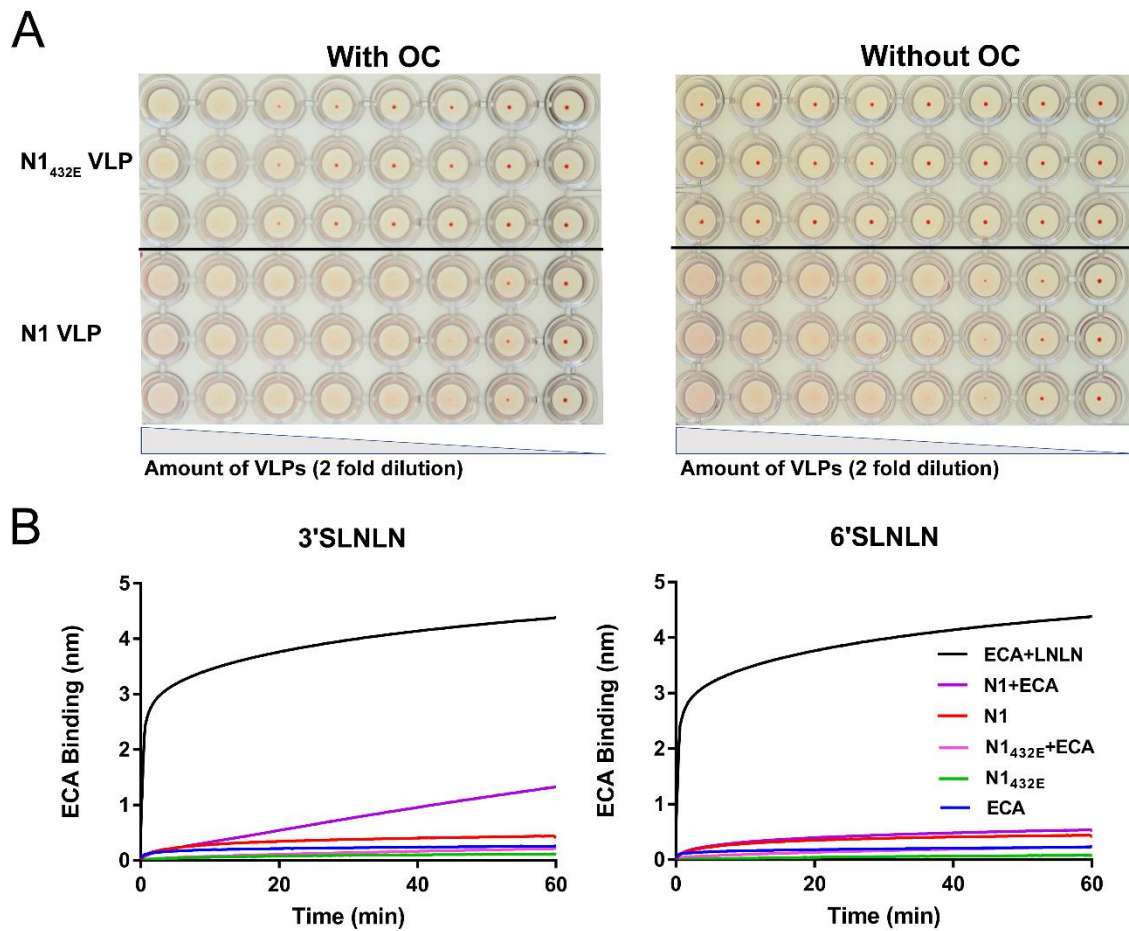 A
With OC
Without OC
N1432E VLP
N1 VLP
Amount of VLPs (2 fold dilution)
Amount of VLPs (2 fold dilution)
B
3'SLNLN
6'SLNLN
ECA Binding (nm)
5
4
3
2
1
0
0
20
40
60
Time (min)
ECA Binding (nm)
5
4
3
2
1
0
0
20
40
60
Time (min)
ECA+LNLN
N1+ECA
N1
N1432E+ECA
N1432E
ECA